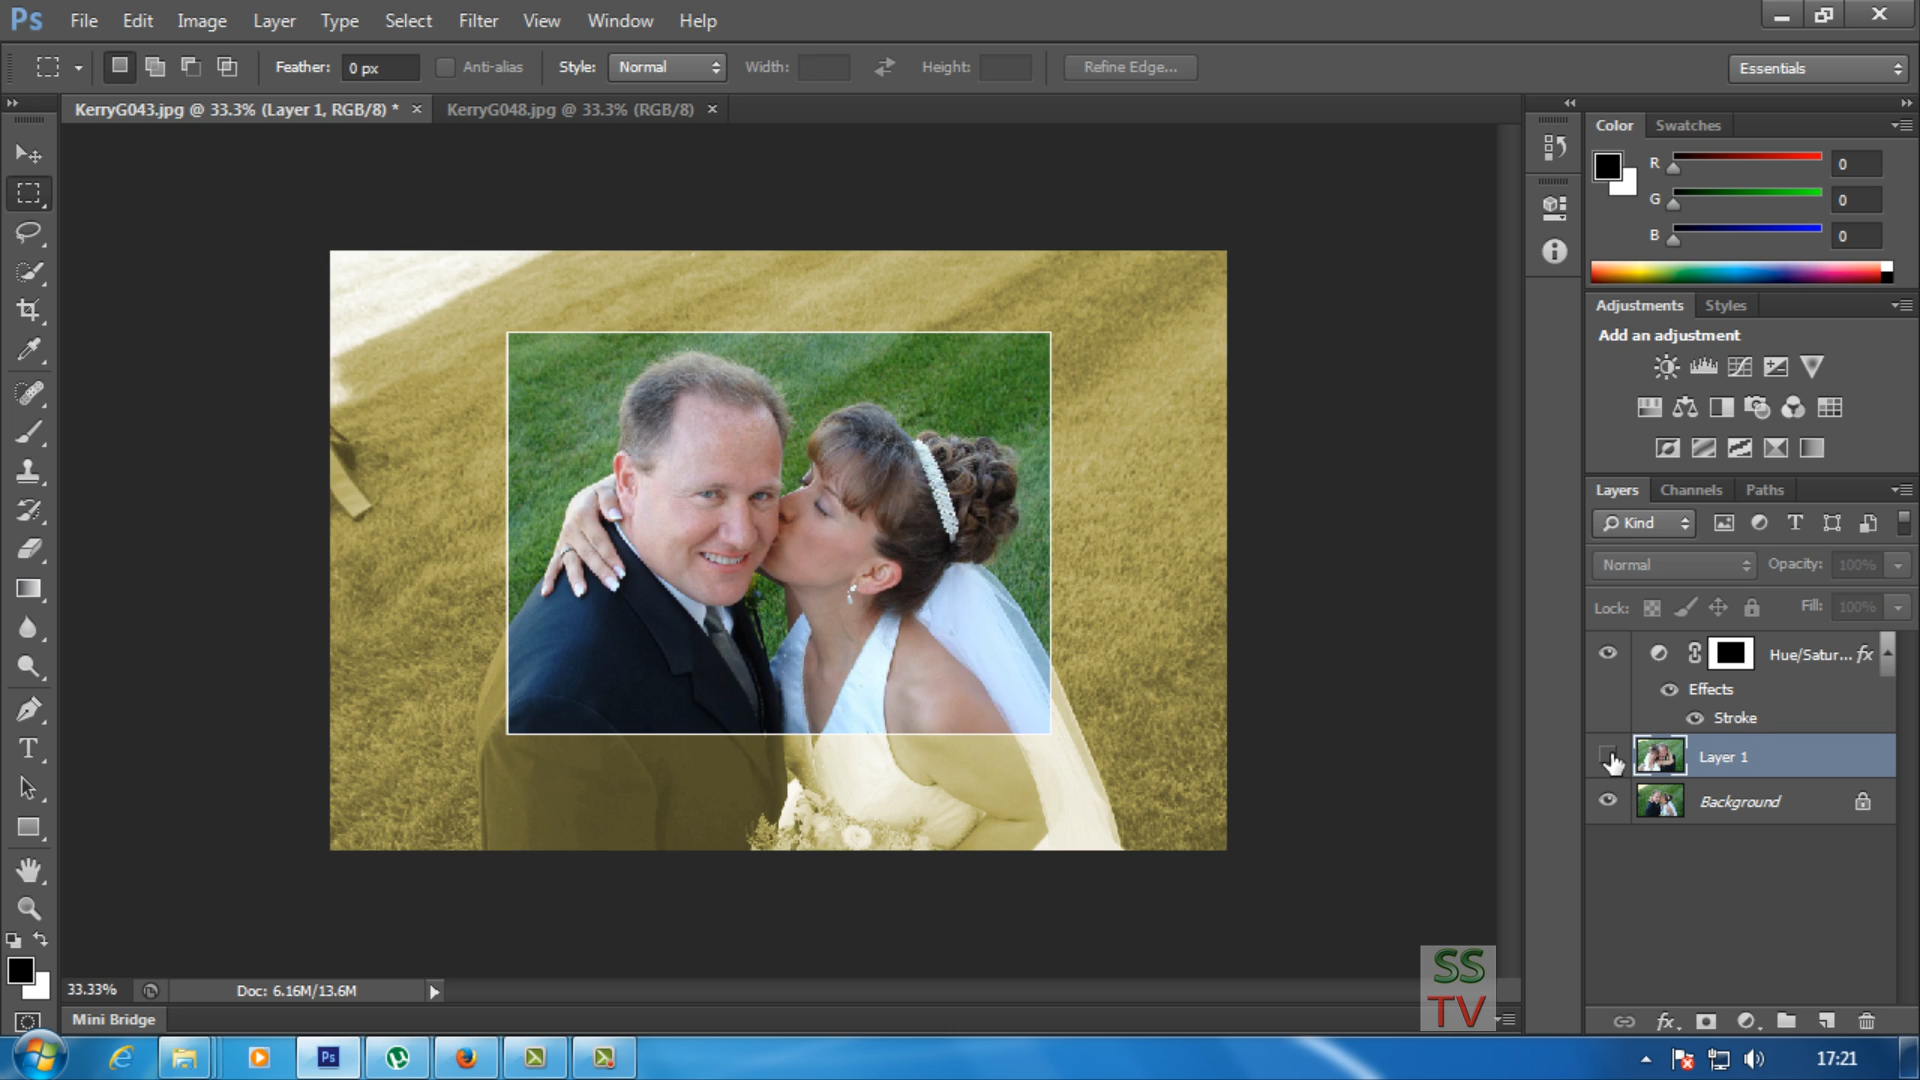 Ps File Edit Image Layer Type Select Filter View Window Help
Feather: 0 px Anti-alias Style: Normal Width: Height: Refine Edge... Essentials
KerryG043.jpg @ 33.3% (Layer 1, RGB/8) * × KerryG048.jpg @ 33.3% (RGB/8) ×
Color Swatches
R 0
G 0
B 0
Adjustments Styles
Add an adjustment
Layers Channels Paths
Kind
Normal Opacity: 100%
Lock: Fill: 100%
Hue/Satur... fx
Effects
Stroke
Layer 1
Background
T
33.33% Doc: 6.16M/13.6M
SS
TV
Mini Bridge
fx.
Ps
17:21